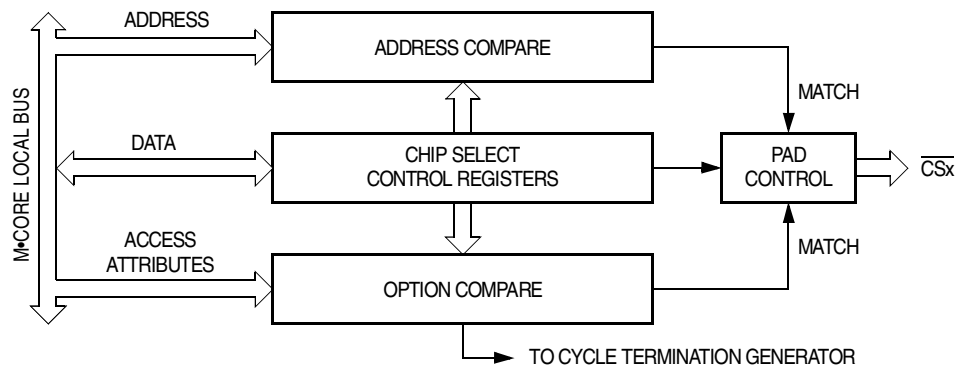 ADDRESS
ADDRESS COMPARE
MATCH
M•CORE LOCAL BUS
DATA
CHIP SELECT
CONTROL REGISTERS
PAD
CONTROL
CSx
ACCESS
ATTRIBUTES
MATCH
OPTION COMPARE
TO CYCLE TERMINATION GENERATOR